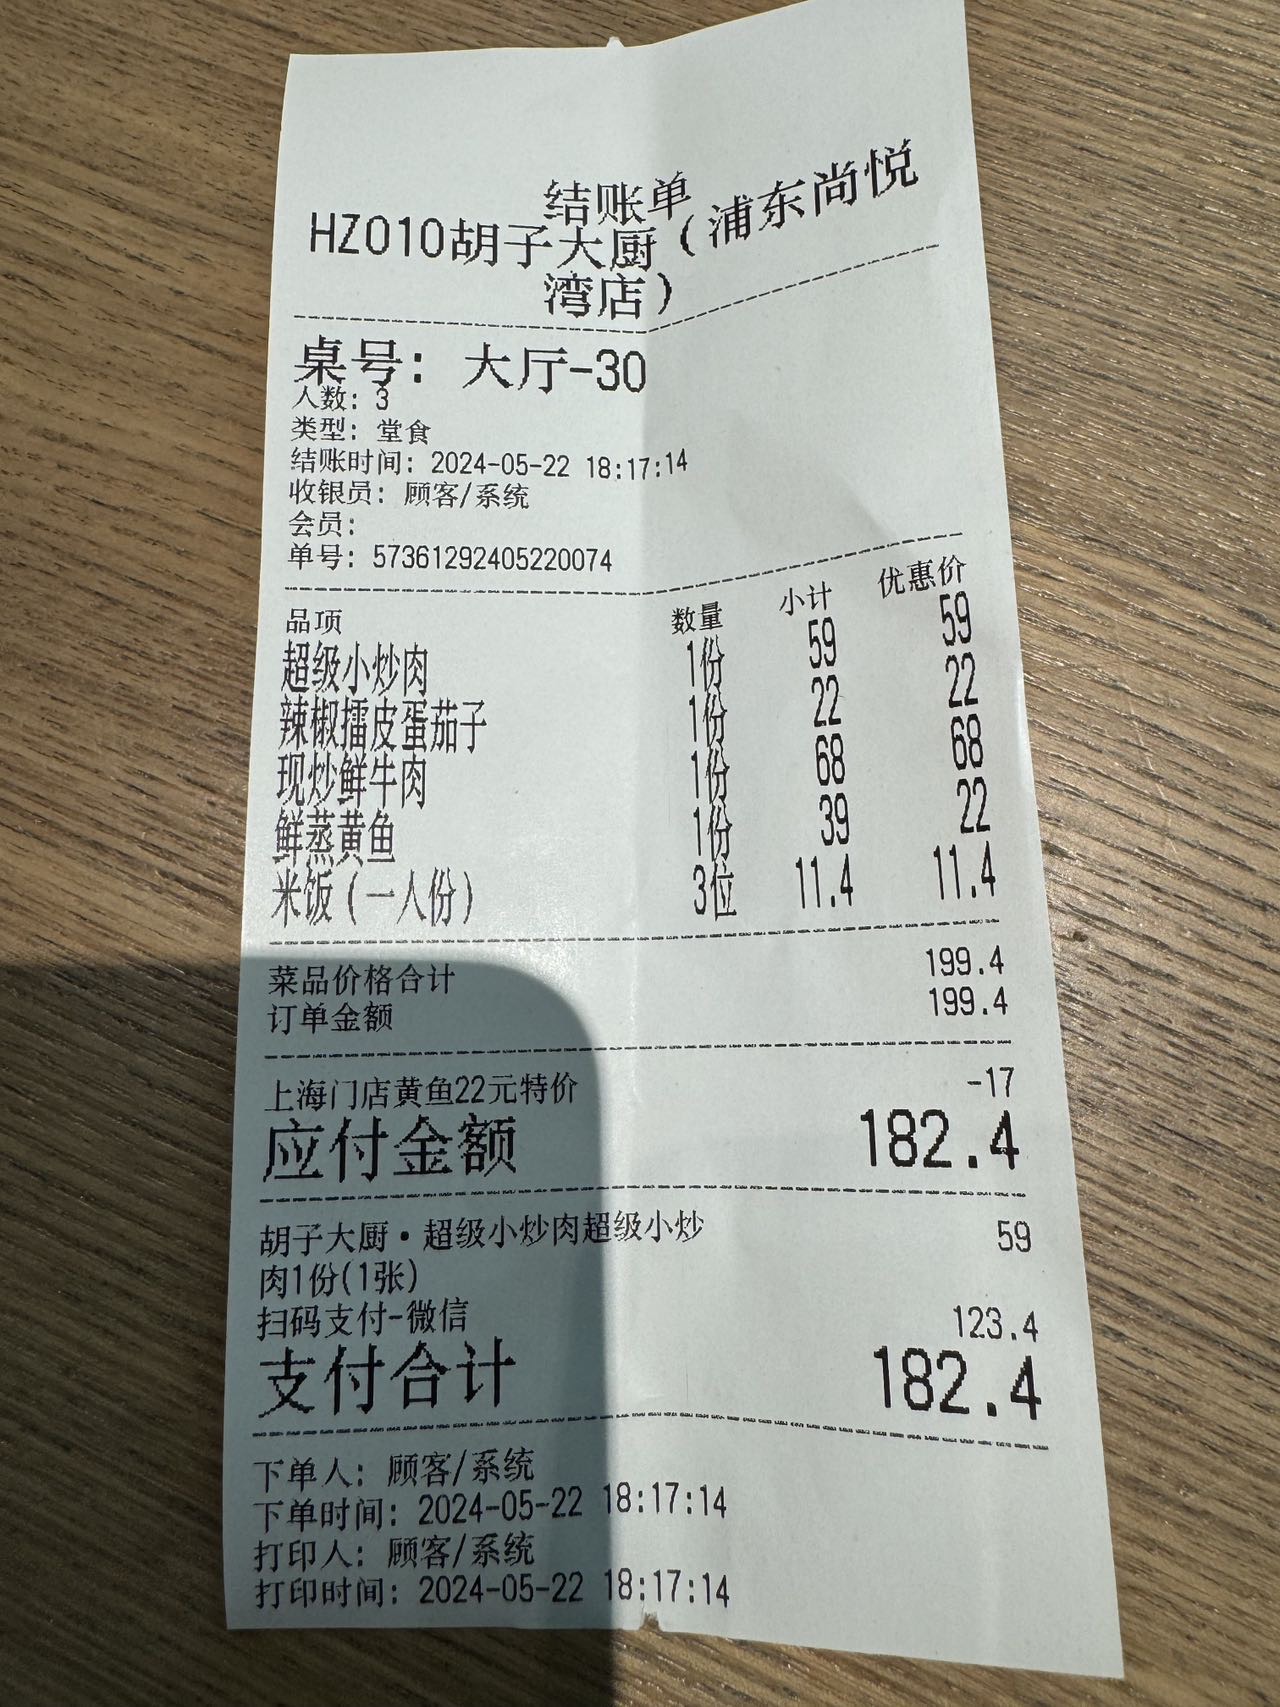 结账单
HZ010胡子大厨(浦东尚悦
湾店)
桌号: 大厅-30
人数: 3
类型: 堂食
结账时间: 2024-05-22 18:17:14
收银员: 顾客/系统
会员:
单号: 57361292405220074
品项 数量 小计 优惠价
超级小炒肉 1份 59 59
辣椒擂皮蛋茄子 1份 22 22
现炒鲜牛肉 1份 68 68
鲜蒸黄鱼 1份 39 22
米饭(一人份) 3位 11.4 11.4
菜品价格合计 199.4
订单金额 199.4
上海门店黄鱼22元特价 -17
应付金额 182.4
胡子大厨·超级小炒肉超级小炒 59
肉1份(1张)
扫码支付-微信 123.4
支付合计 182.4
下单人: 顾客/系统
下单时间: 2024-05-22 18:17:14
打印人: 顾客/系统
打印时间: 2024-05-22 18:17:14